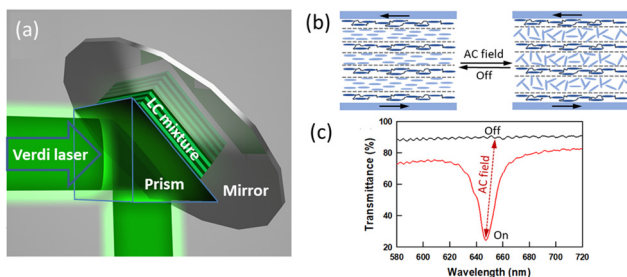 (a)
LC mixture
Verdi laser
Prism
Mirror
(b)
AC field
Off
(c)
Transmittance (%)
100
80
60
40
20
Off
AC field
On
580 600 620 640 660 680 700 720
Wavelength (nm)